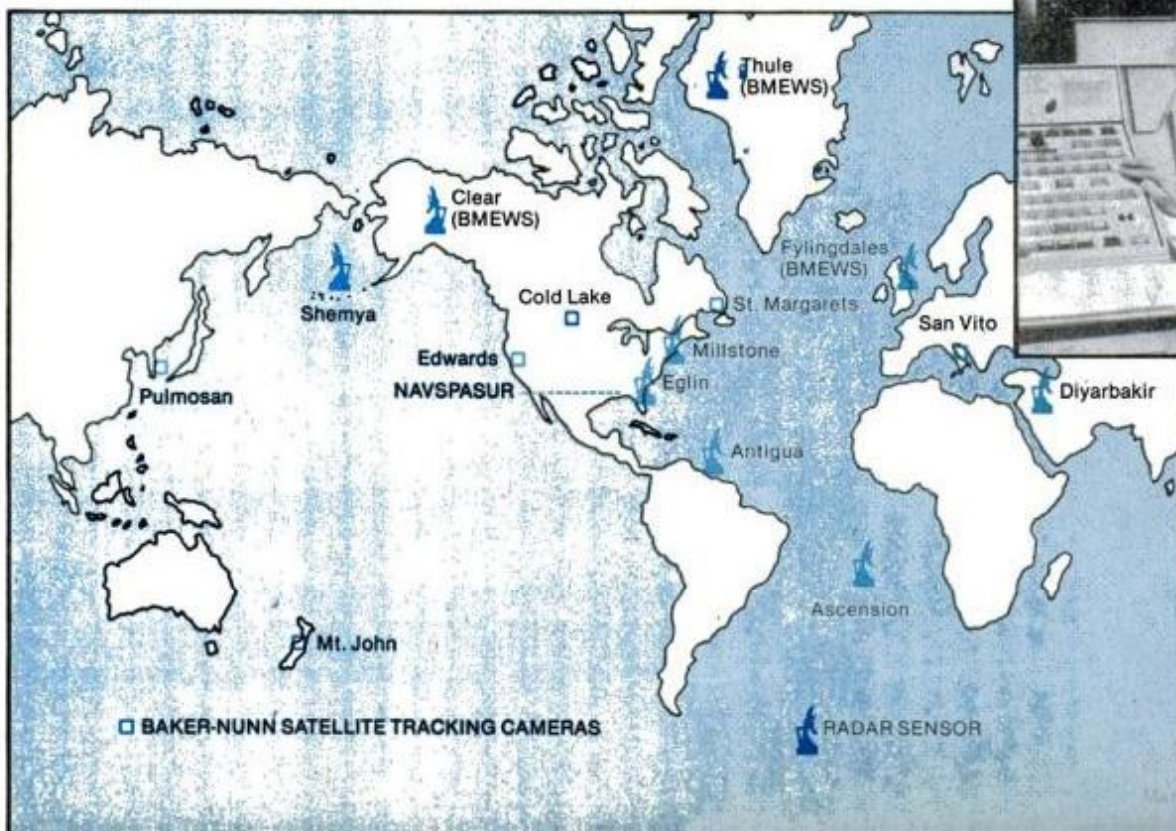 Thule
(BMEWS)
Clear
(BMEWS)
Fylingdales
(BMEWS)
Shemya
Cold Lake
St. Margarets
San Vito
Millstone
Edwards
Eglin
NAVSPASUR
Pulmosan
Diyarbakir
Antigua
Ascension
Mt. John
BAKER-NUNN SATELLITE TRACKING CAMERAS
RADAR SENSOR